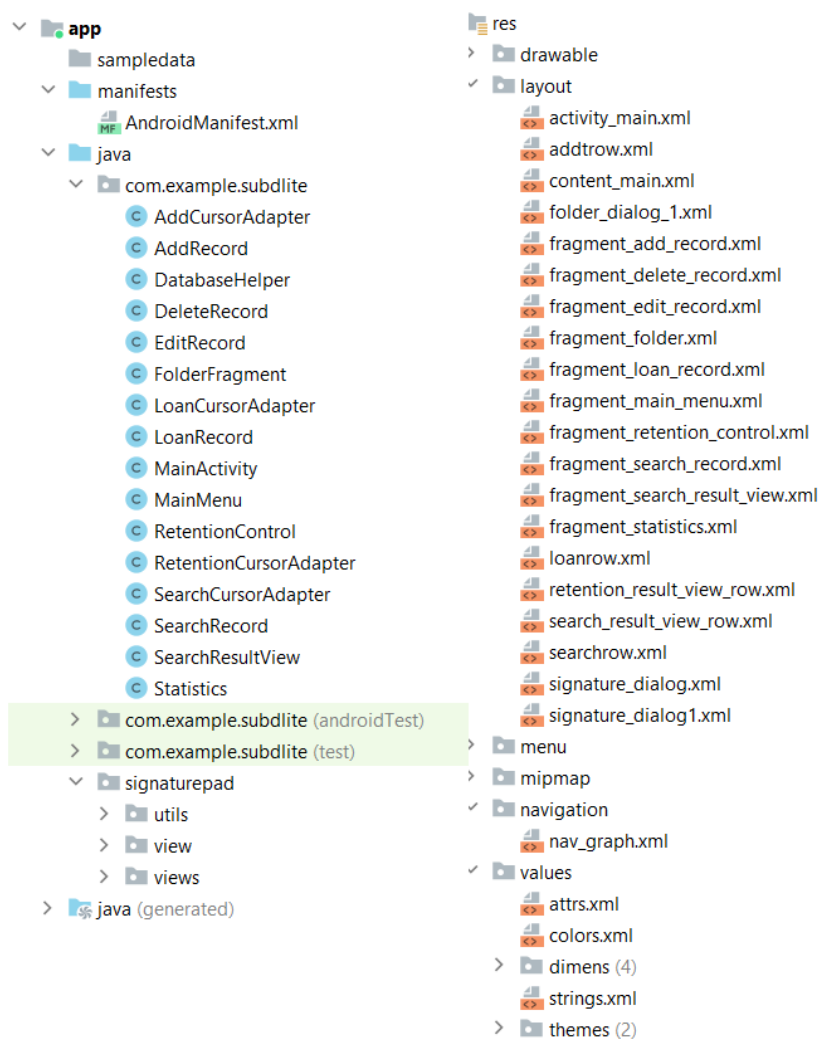 app
sampledata
manifests
MF AndroidManifest.xml
java
com.example.subdlite
C AddCursorAdapter
C AddRecord
C DatabaseHelper
C DeleteRecord
C EditRecord
C FolderFragment
C LoanCursorAdapter
C LoanRecord
C MainActivity
C MainMenu
C RetentionControl
C RetentionCursorAdapter
C SearchCursorAdapter
C SearchRecord
C SearchResultView
C Statistics
com.example.subdlite (androidTest)
com.example.subdlite (test)
signaturepad
utils
view
views
java (generated)
res
drawable
layout
activity_main.xml
addtrow.xml
content_main.xml
folder_dialog_1.xml
fragment_add_record.xml
fragment_delete_record.xml
fragment_edit_record.xml
fragment_folder.xml
fragment_loan_record.xml
fragment_main_menu.xml
fragment_retention_control.xml
fragment_search_record.xml
fragment_search_result_view.xml
fragment_statistics.xml
loanrow.xml
retention_result_view_row.xml
search_result_view_row.xml
searchrow.xml
signature_dialog.xml
signature_dialog1.xml
menu
mipmap
navigation
nav_graph.xml
values
attrs.xml
colors.xml
dimens (4)
strings.xml
themes (2)